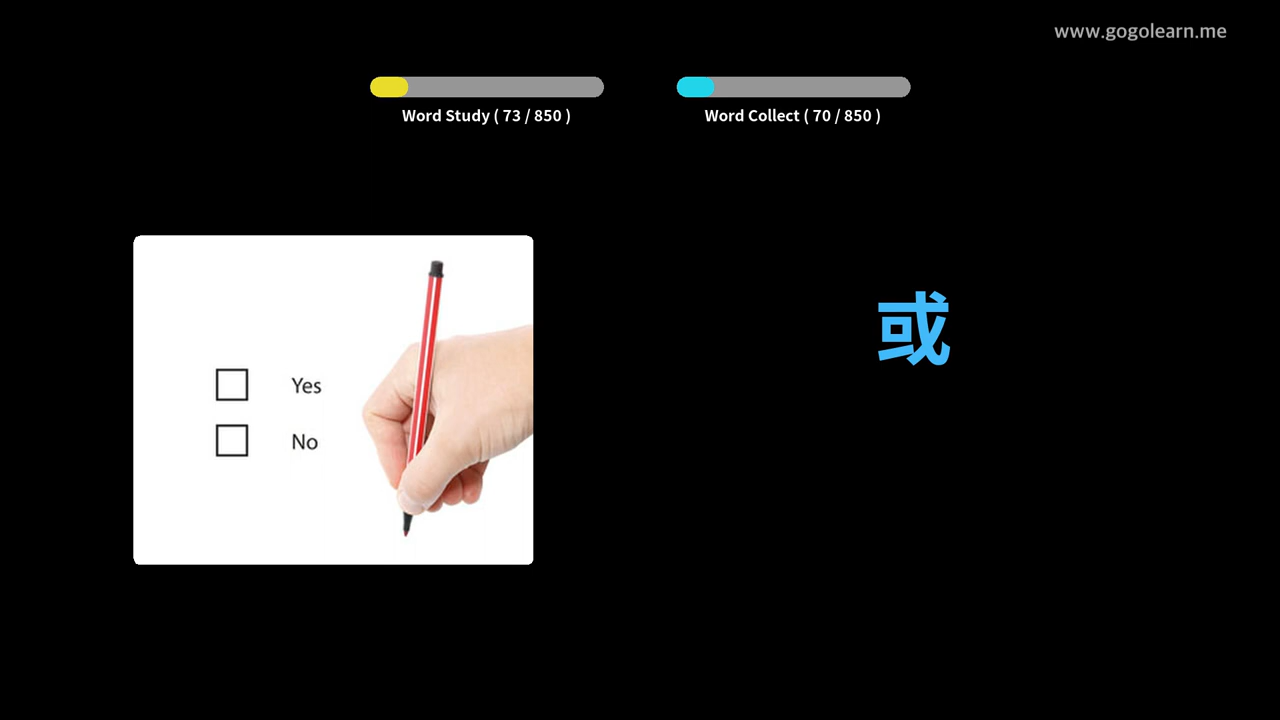 www.gogolearn.me
Word Study ( 73 / 850 )
Word Collect ( 70 / 850 )
Yes
No
或